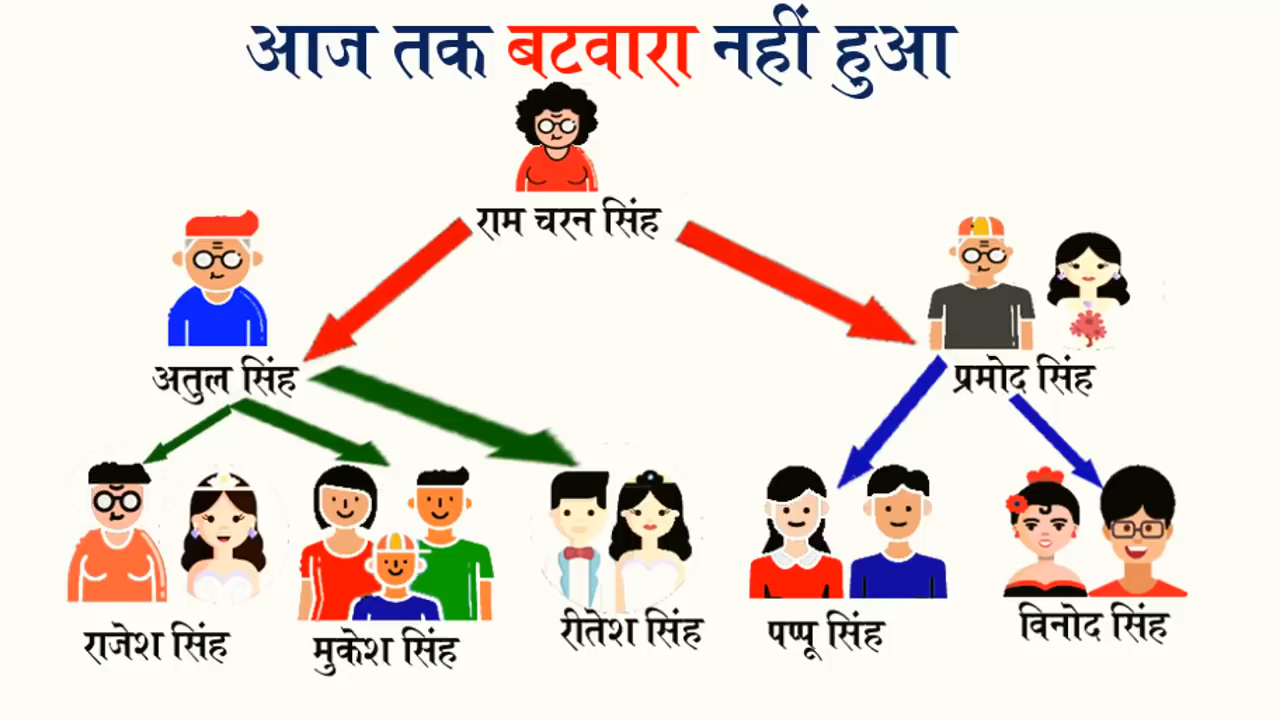 आज तक बटवारा नहीं हुआ
राम चरन सिंह
अतुल सिंह
प्रमोद सिंह
राजेश सिंह
मुकेश सिंह
रीतेश सिंह
पप्पू सिंह
विनोद सिंह